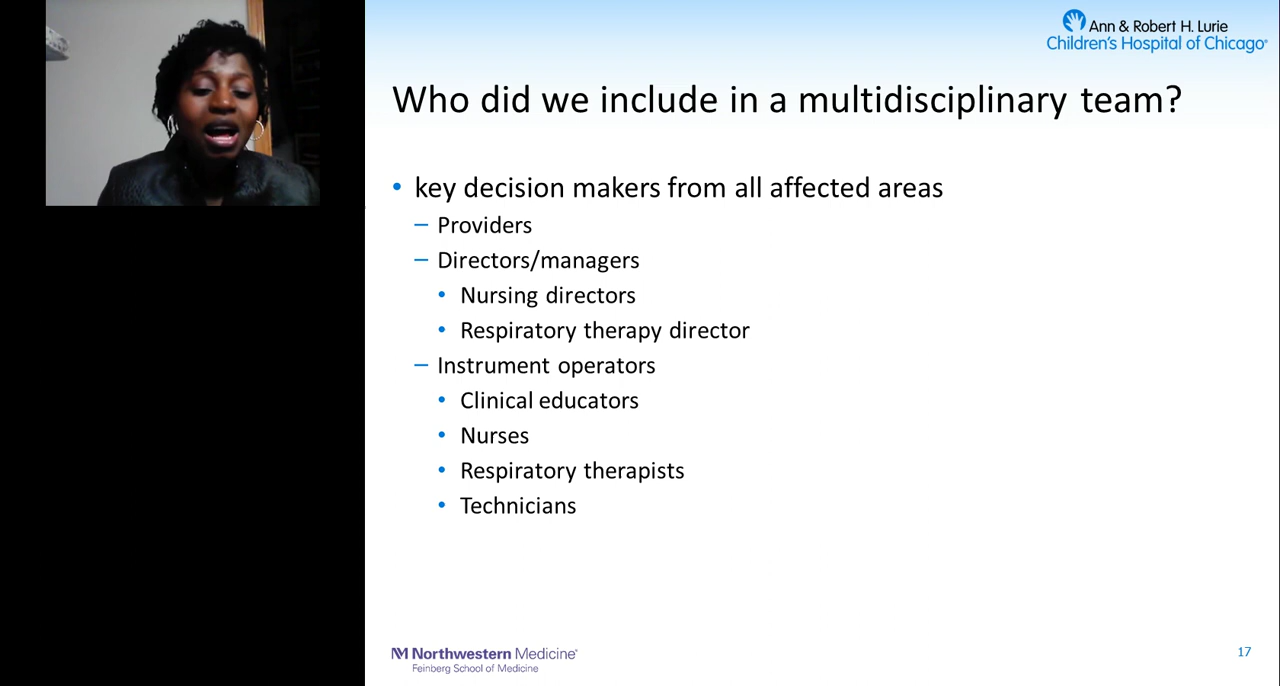 Ann & Robert H. Lurie
Children's Hospital of Chicago
Who did we include in a multidisciplinary team?
• key decision makers from all affected areas
– Providers
– Directors/managers
• Nursing directors
• Respiratory therapy director
– Instrument operators
• Clinical educators
• Nurses
• Respiratory therapists
• Technicians
Northwestern Medicine
Feinberg School of Medicine
17